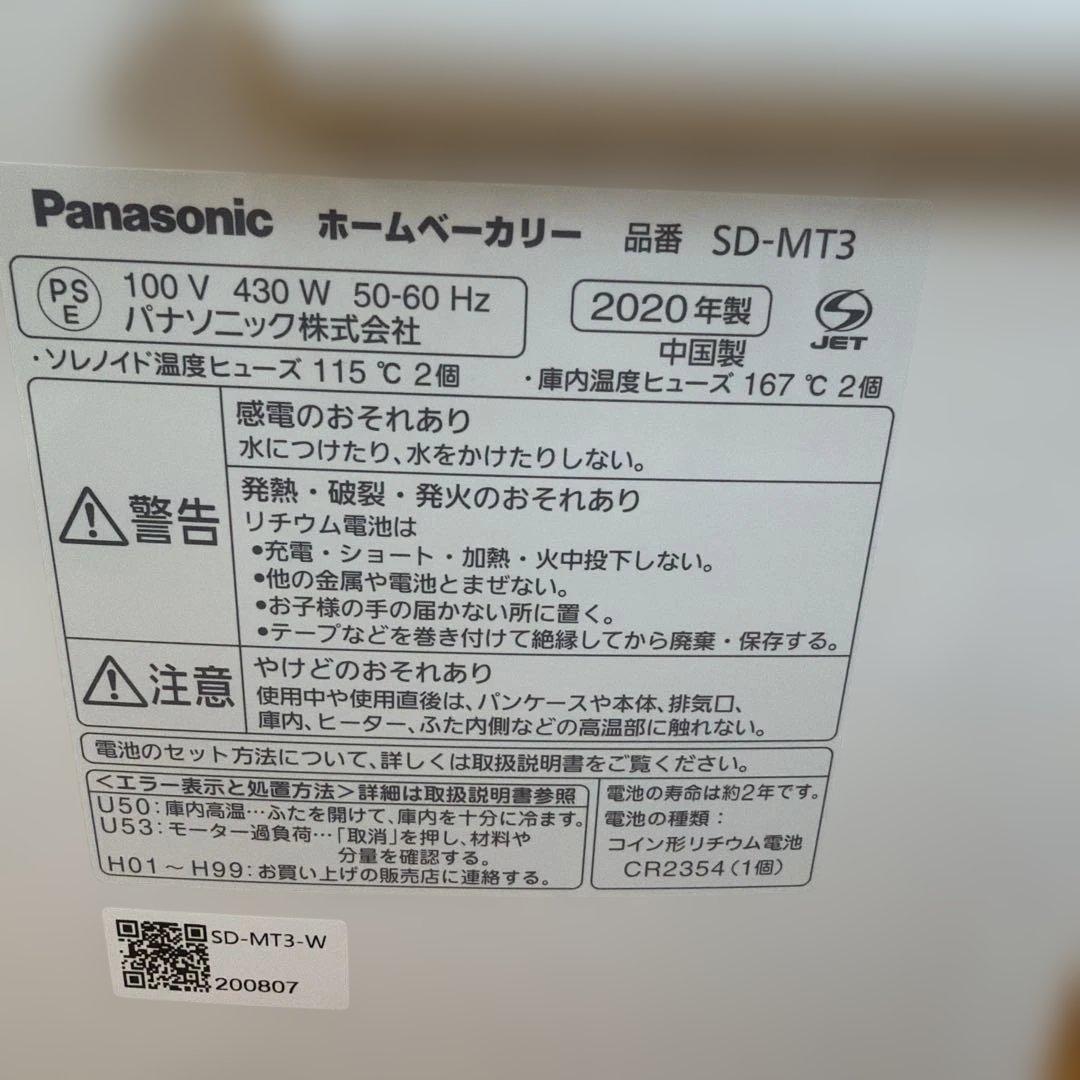 Panasonic ホームベーカリー 品番 SD-MT3
PSE 100 V 430 W 50-60 Hz
パナソニック株式会社
2020年製
中国製
JET
・ソレノイド温度ヒューズ 115 ℃ 2個 ・庫内温度ヒューズ 167 ℃ 2個
警告
感電のおそれあり
水につけたり、水をかけたりしない。
発熱・破裂・発火のおそれあり
リチウム電池は
●充電・ショート・加熱・火中投下しない。
●他の金属や電池とまぜない。
●お子様の手の届かない所に置く。
●テープなどを巻き付けて絶縁してから廃棄・保存する。
注意
やけどのおそれあり
使用中や使用直後は、パンケースや本体、排気口、
庫内、ヒーター、ふた内側などの高温部に触れない。
電池のセット方法について、詳しくは取扱説明書をご覧ください。
<エラー表示と処置方法>詳細は取扱説明書参照
U50:庫内高温…ふたを開けて、庫内を十分に冷ます。
U53:モーター過負荷…「取消」を押し、材料や
分量を確認する。
H01～H99:お買い上げの販売店に連絡する。
電池の寿命は約2年です。
電池の種類:
コイン形リチウム電池
CR2354(1個)
SD-MT3-W
200807